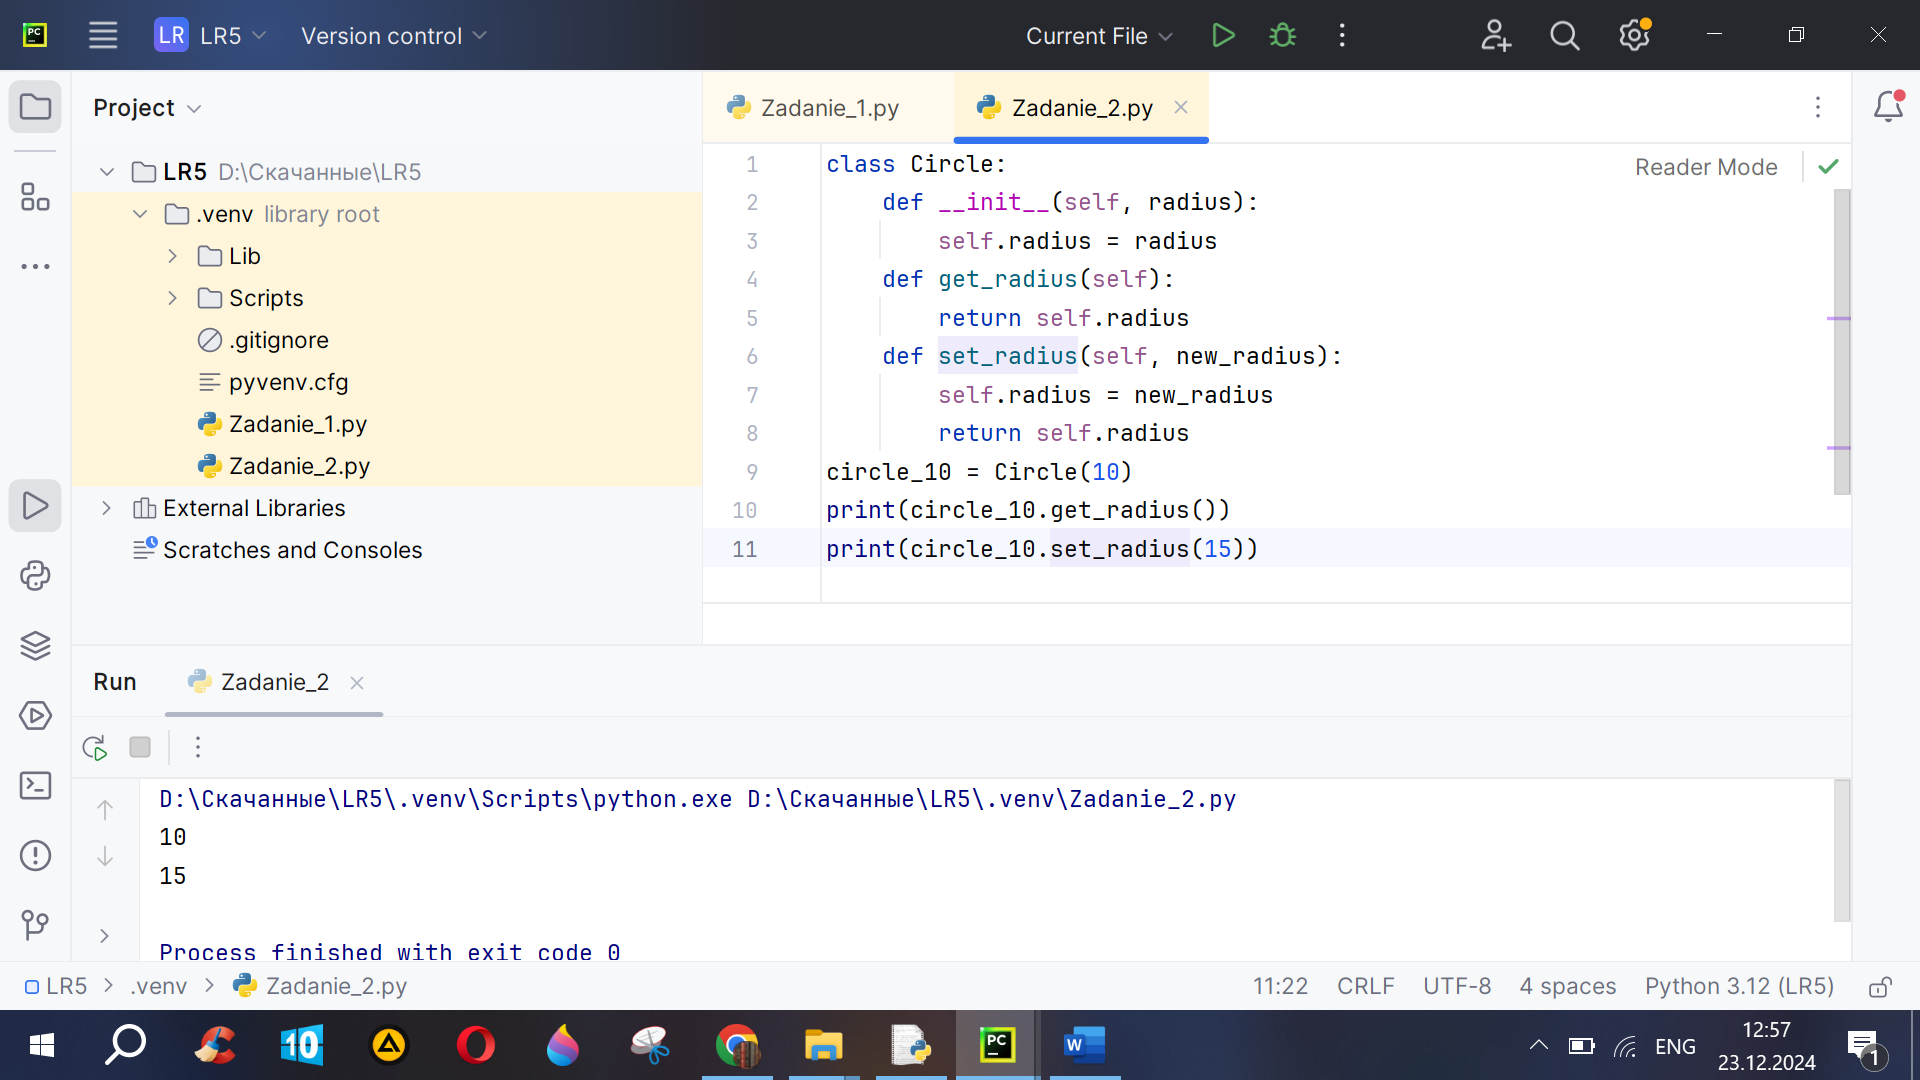 PC LR LR5 Version control Current File
Project
Zadanie_1.py Zadanie_2.py
LR5 D:\Скачанные\LR5
.venv library root
Lib
Scripts
.gitignore
pyvenv.cfg
Zadanie_1.py
Zadanie_2.py
External Libraries
Scratches and Consoles
Reader Mode
1 class Circle:
2 def __init__(self, radius):
3 self.radius = radius
4 def get_radius(self):
5 return self.radius
6 def set_radius(self, new_radius):
7 self.radius = new_radius
8 return self.radius
9 circle_10 = Circle(10)
10 print(circle_10.get_radius())
11 print(circle_10.set_radius(15))
Run Zadanie_2
D:\Скачанные\LR5\.venv\Scripts\python.exe D:\Скачанные\LR5\.venv\Zadanie_2.py
10
15
Process finished with exit code 0
LR5 .venv Zadanie_2.py 11:22 CRLF UTF-8 4 spaces Python 3.12 (LR5)
10 PC W ENG 12:57
23.12.2024
1